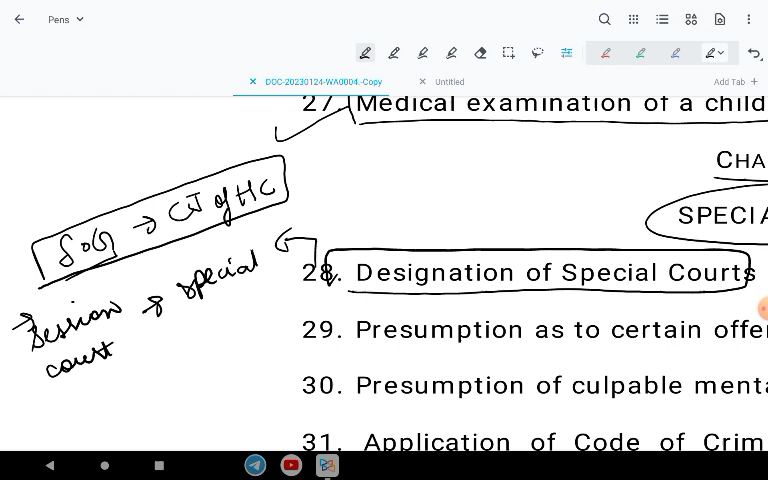 Pens
DOC-20230124-WA0004.-Copy
Untitled
Add Tab +
27. Medical examination of a child
CHA
SPECIA
SoG → CJ of HC
28. Designation of Special Courts
Session → special
court
29. Presumption as to certain offe
30. Presumption of culpable menta
31. Application of Code of Crim